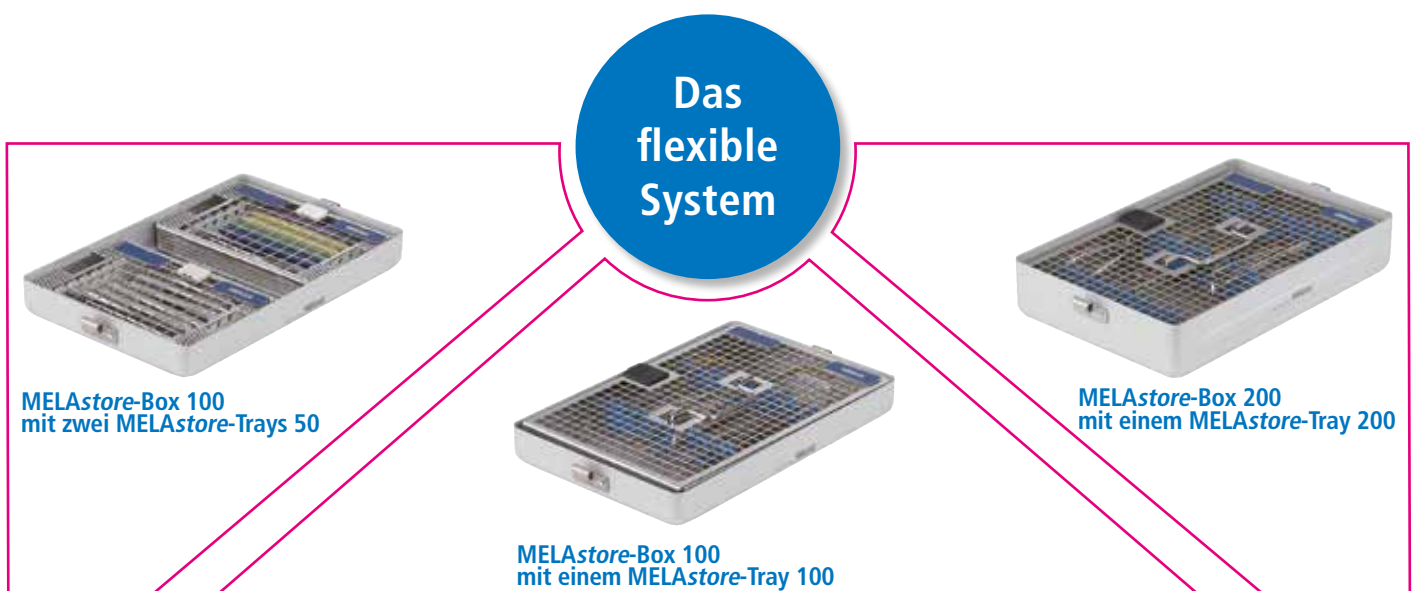 Das
flexible
System
MELAstore-Box 100
mit zwei MELAstore-Trays 50
MELAstore-Box 100
mit einem MELAstore-Tray 100
MELAstore-Box 200
mit einem MELAstore-Tray 200